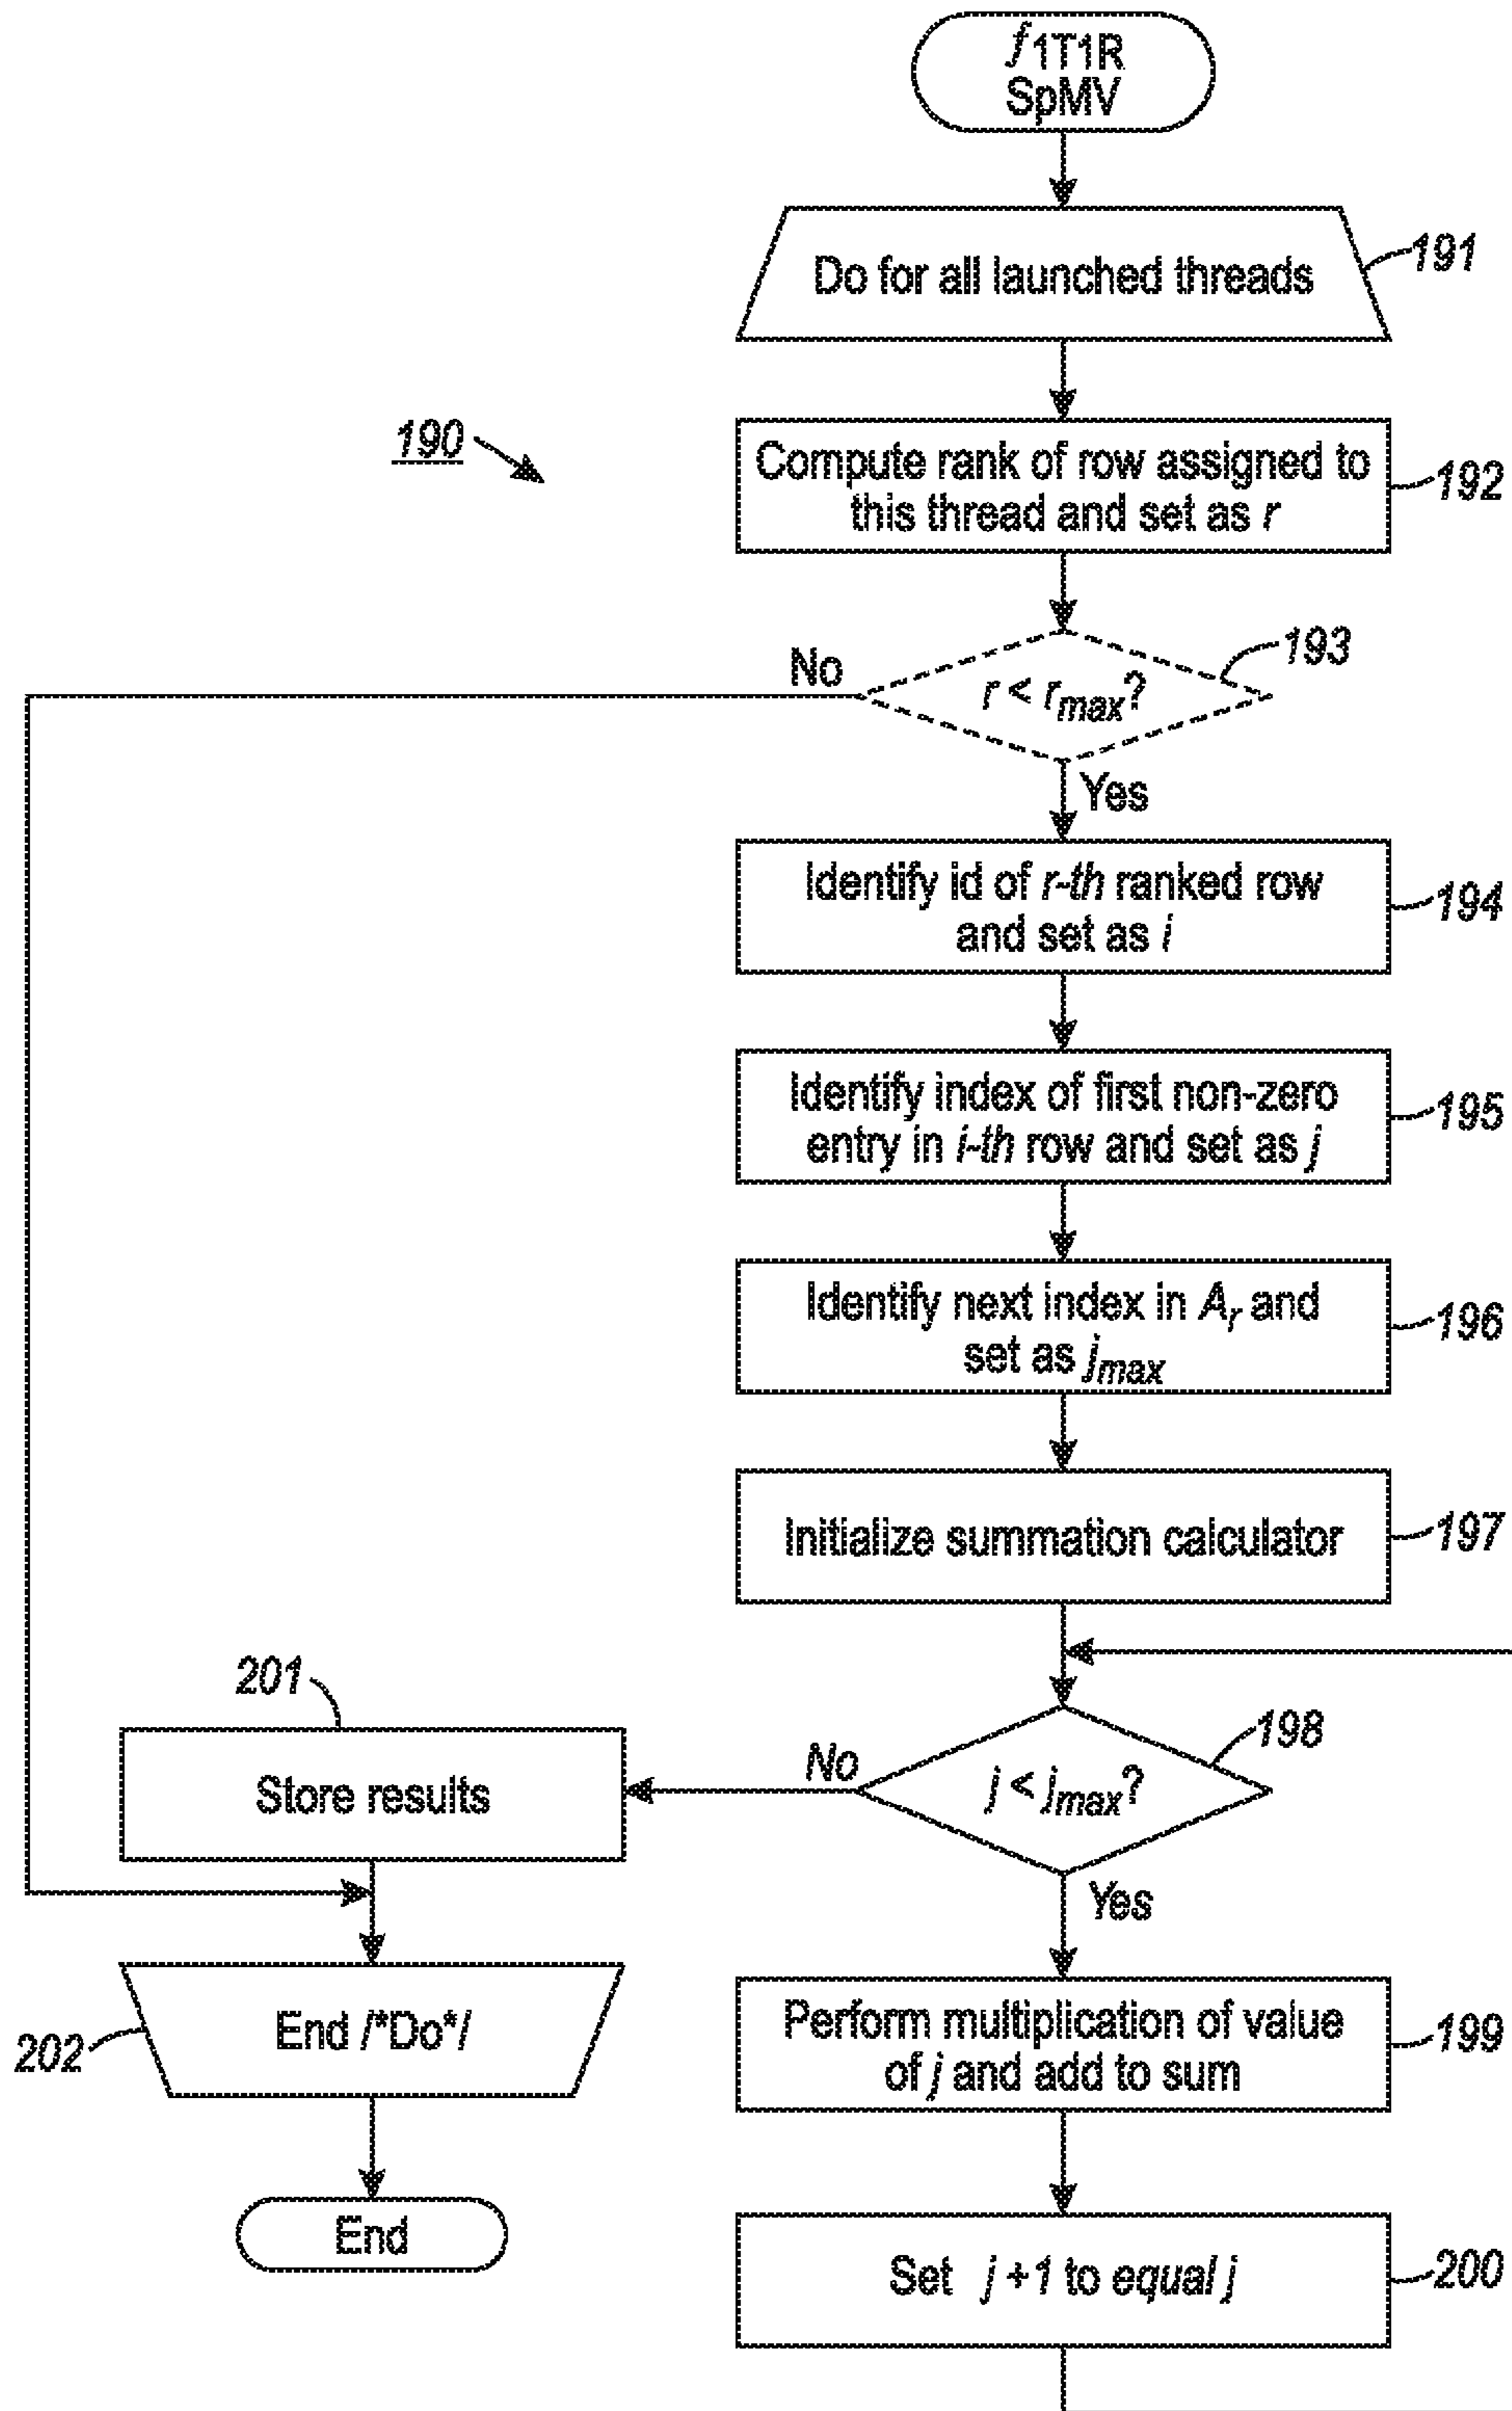 f1T1R
SpMV
Do for all launched threads
191
190
Compute rank of row assigned to
this thread and set as r
192
193
No
r < rmax?
Yes
Identify id of r-th ranked row
and set as i
194
Identify index of first non-zero
entry in i-th row and set as j
195
Identify next index in Ar and
set as jmax
196
Initialize summation calculator
197
201
198
Store results
No
j < jmax?
Yes
End /*Do*/
202
Perform multiplication of value
of j and add to sum
199
End
Set j +1 to equal j
200